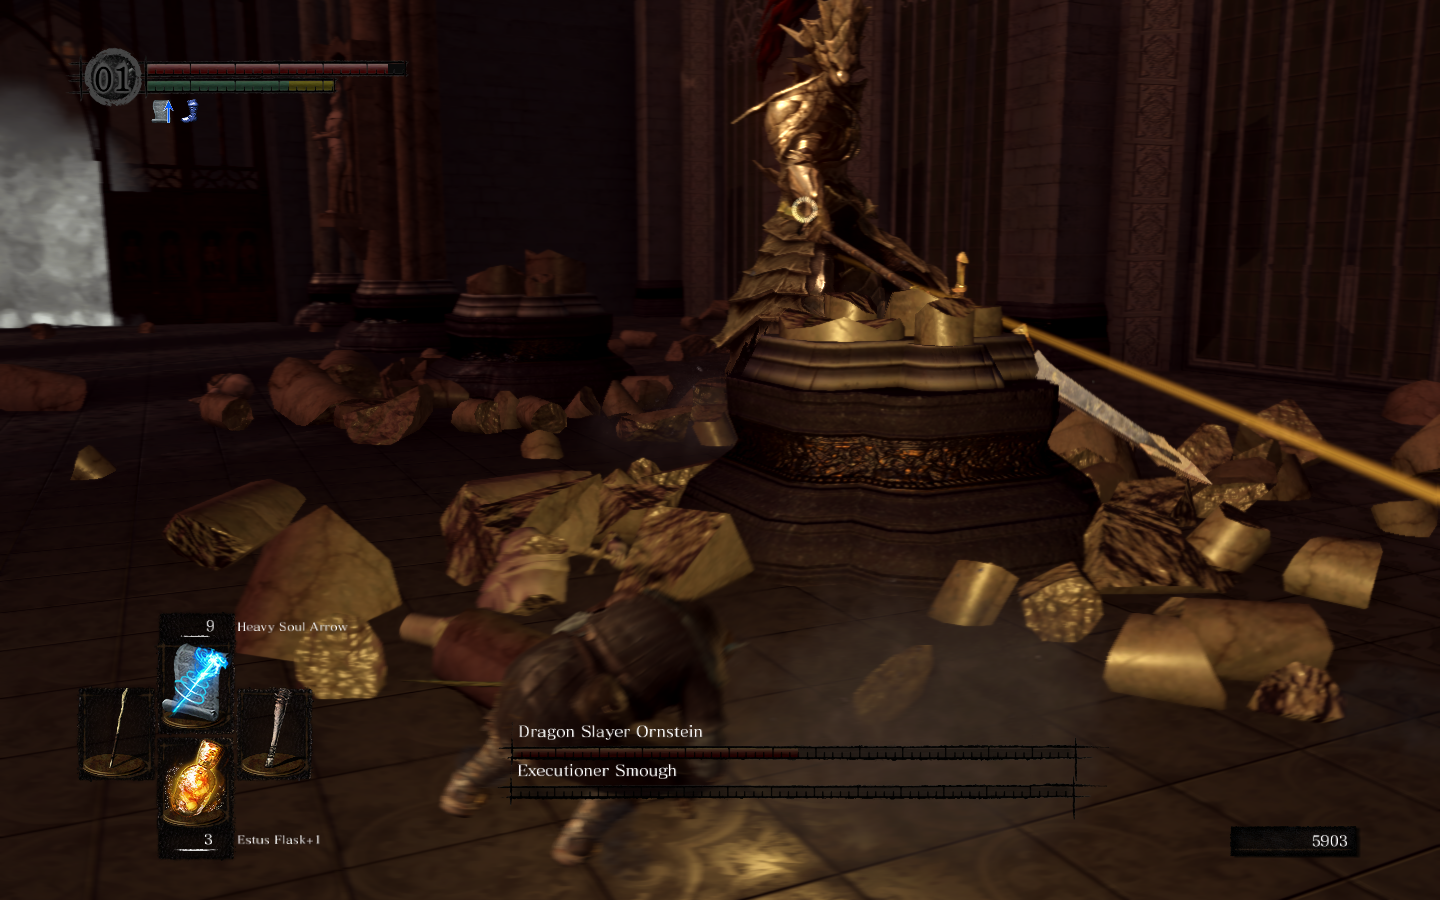 01
9 Heavy Soul Arrow
Dragon Slayer Ornstein
Executioner Smough
3 Estus Flask+1
5903